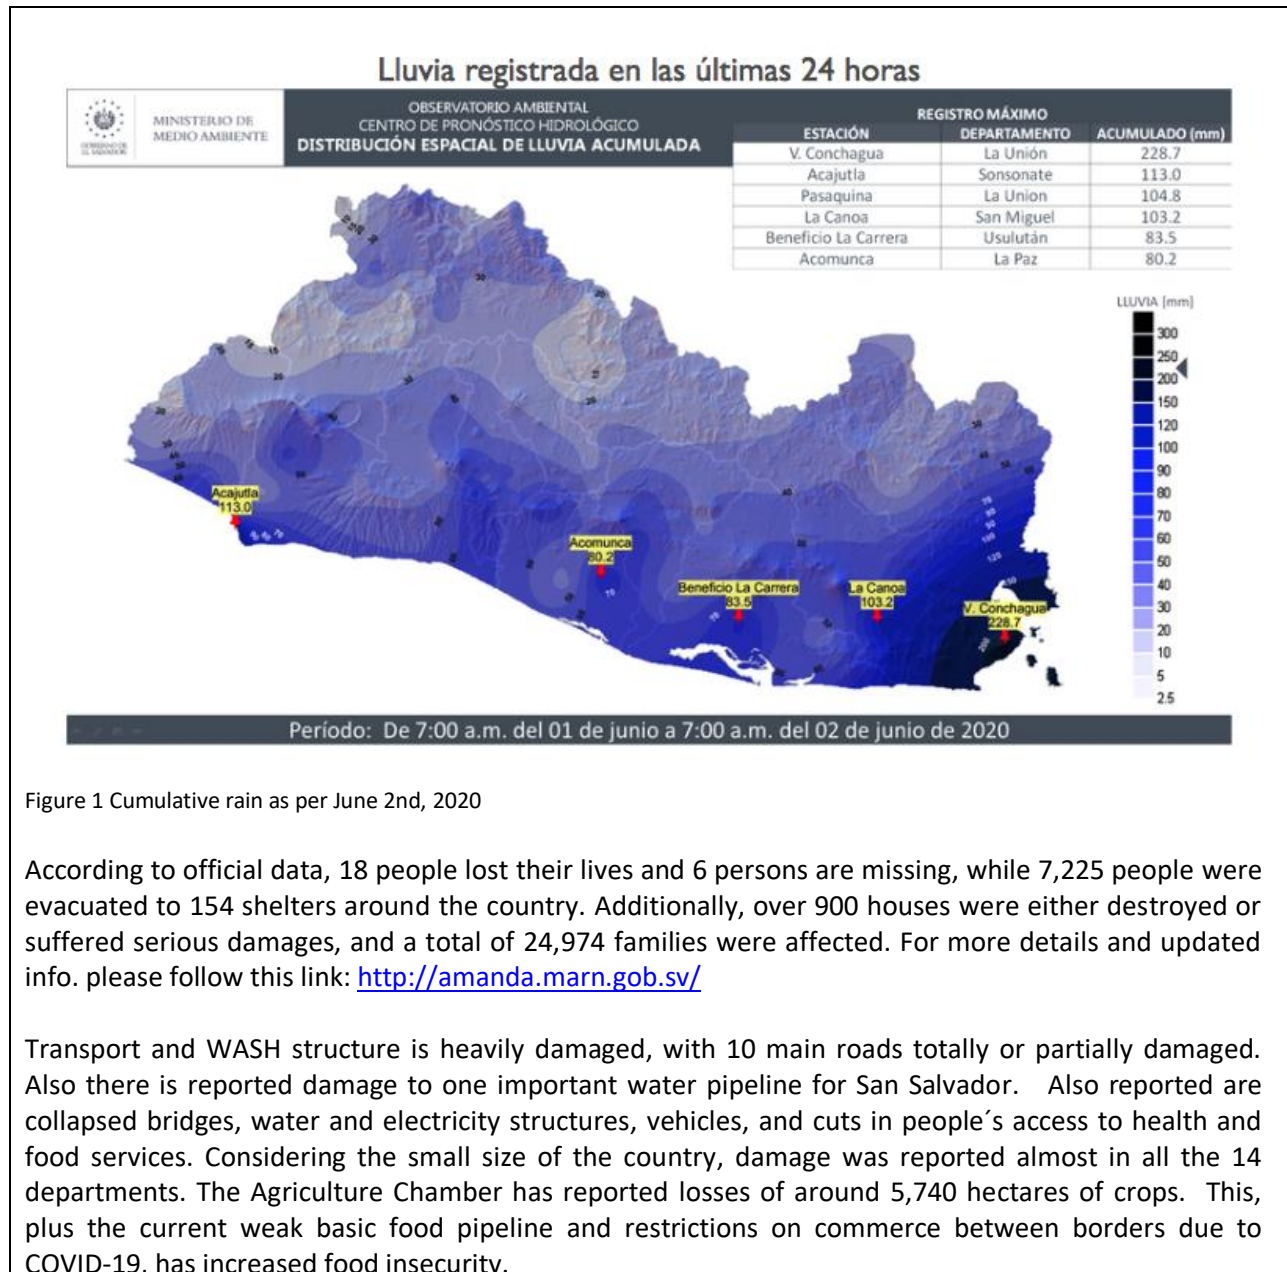 Lluvia registrada en las últimas 24 horas
GOBIERNO DE
EL SALVADOR
MINISTERIO DE
MEDIO AMBIENTE
OBSERVATORIO AMBIENTAL
CENTRO DE PRONÓSTICO HIDROLÓGICO
DISTRIBUCIÓN ESPACIAL DE LLUVIA ACUMULADA
REGISTRO MÁXIMO
ESTACIÓN DEPARTAMENTO ACUMULADO (mm)
V. Conchagua La Unión 228.7
Acajutla Sonsonate 113.0
Pasaquina La Union 104.8
La Canoa San Miguel 103.2
Beneficio La Carrera Usulután 83.5
Acomunca La Paz 80.2
LLUVIA [mm]
300
250
200
150
120
100
90
80
70
60
50
40
30
20
10
5
2.5
Acajutla
113.0
Acomunca
80.2
Beneficio La Carrera
83.5
La Canoa
103.2
V. Conchagua
228.7
Período: De 7:00 a.m. del 01 de junio a 7:00 a.m. del 02 de junio de 2020
Figure 1 Cumulative rain as per June 2nd, 2020
According to official data, 18 people lost their lives and 6 persons are missing, while 7,225 people were
evacuated to 154 shelters around the country. Additionally, over 900 houses were either destroyed or
suffered serious damages, and a total of 24,974 families were affected. For more details and updated
info. please follow this link: http://amanda.marn.gob.sv/
Transport and WASH structure is heavily damaged, with 10 main roads totally or partially damaged.
Also there is reported damage to one important water pipeline for San Salvador. Also reported are
collapsed bridges, water and electricity structures, vehicles, and cuts in people´s access to health and
food services. Considering the small size of the country, damage was reported almost in all the 14
departments. The Agriculture Chamber has reported losses of around 5,740 hectares of crops. This,
plus the current weak basic food pipeline and restrictions on commerce between borders due to
COVID-19, has increased food insecurity.